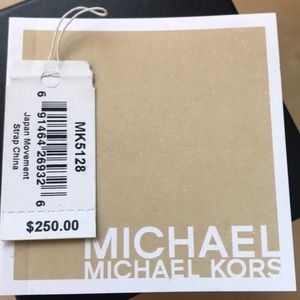 MK5128
6 91464 26932 6
Japan Movement
Strap China
$250.00
MICHAEL
MICHAEL KORS